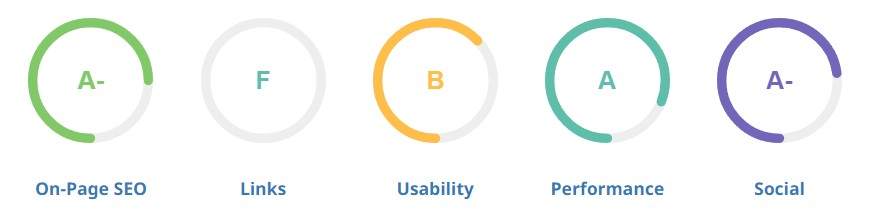 A- F B A A-
On-Page SEO Links Usability Performance Social